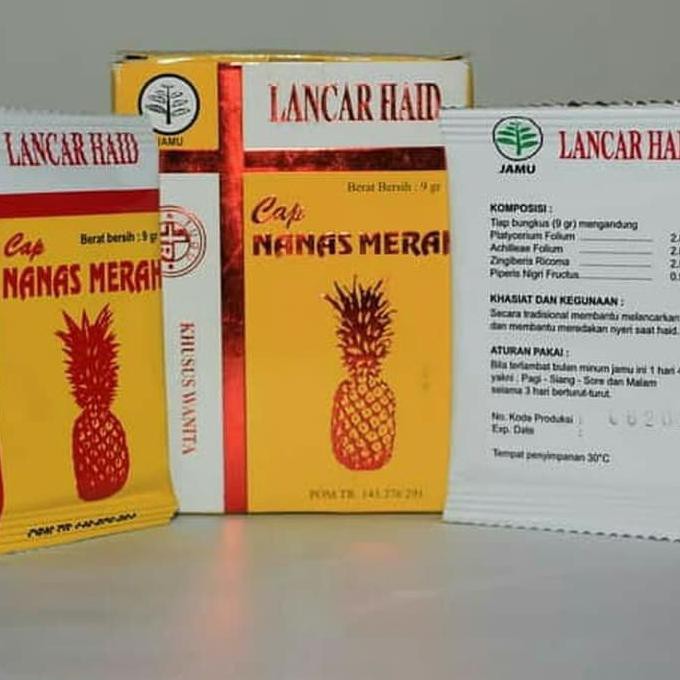 LANCAR HAID
Berat bersih : 9 gr
Cap
NANAS MERAH
JAMU
LANCAR HAID
Berat Bersih : 9 gr
Cap
NANAS MERAH
KHUSUS WANITA
POM TR. 143.276.291
JAMU
LANCAR HAI
KOMPOSISI :
Tiap bungkus (9 gr) mengandung
Platycerium Folium
Achilleae Folium
Zingiberis Ricoma
Piperis Nigri Fructus
KHASIAT DAN KEGUNAAN :
Secara tradisional membantu melancarkan
dan membantu meredakan nyeri saat haid.
ATURAN PAKAI :
Bila terlambat bulan minum jamu ini 1 hari 4
yakni : Pagi - Siang - Sore dan Malam
selama 3 hari berturut-turut.
No. Kode Produksi :
Exp. Date :
Tempat penyimpanan 30°C